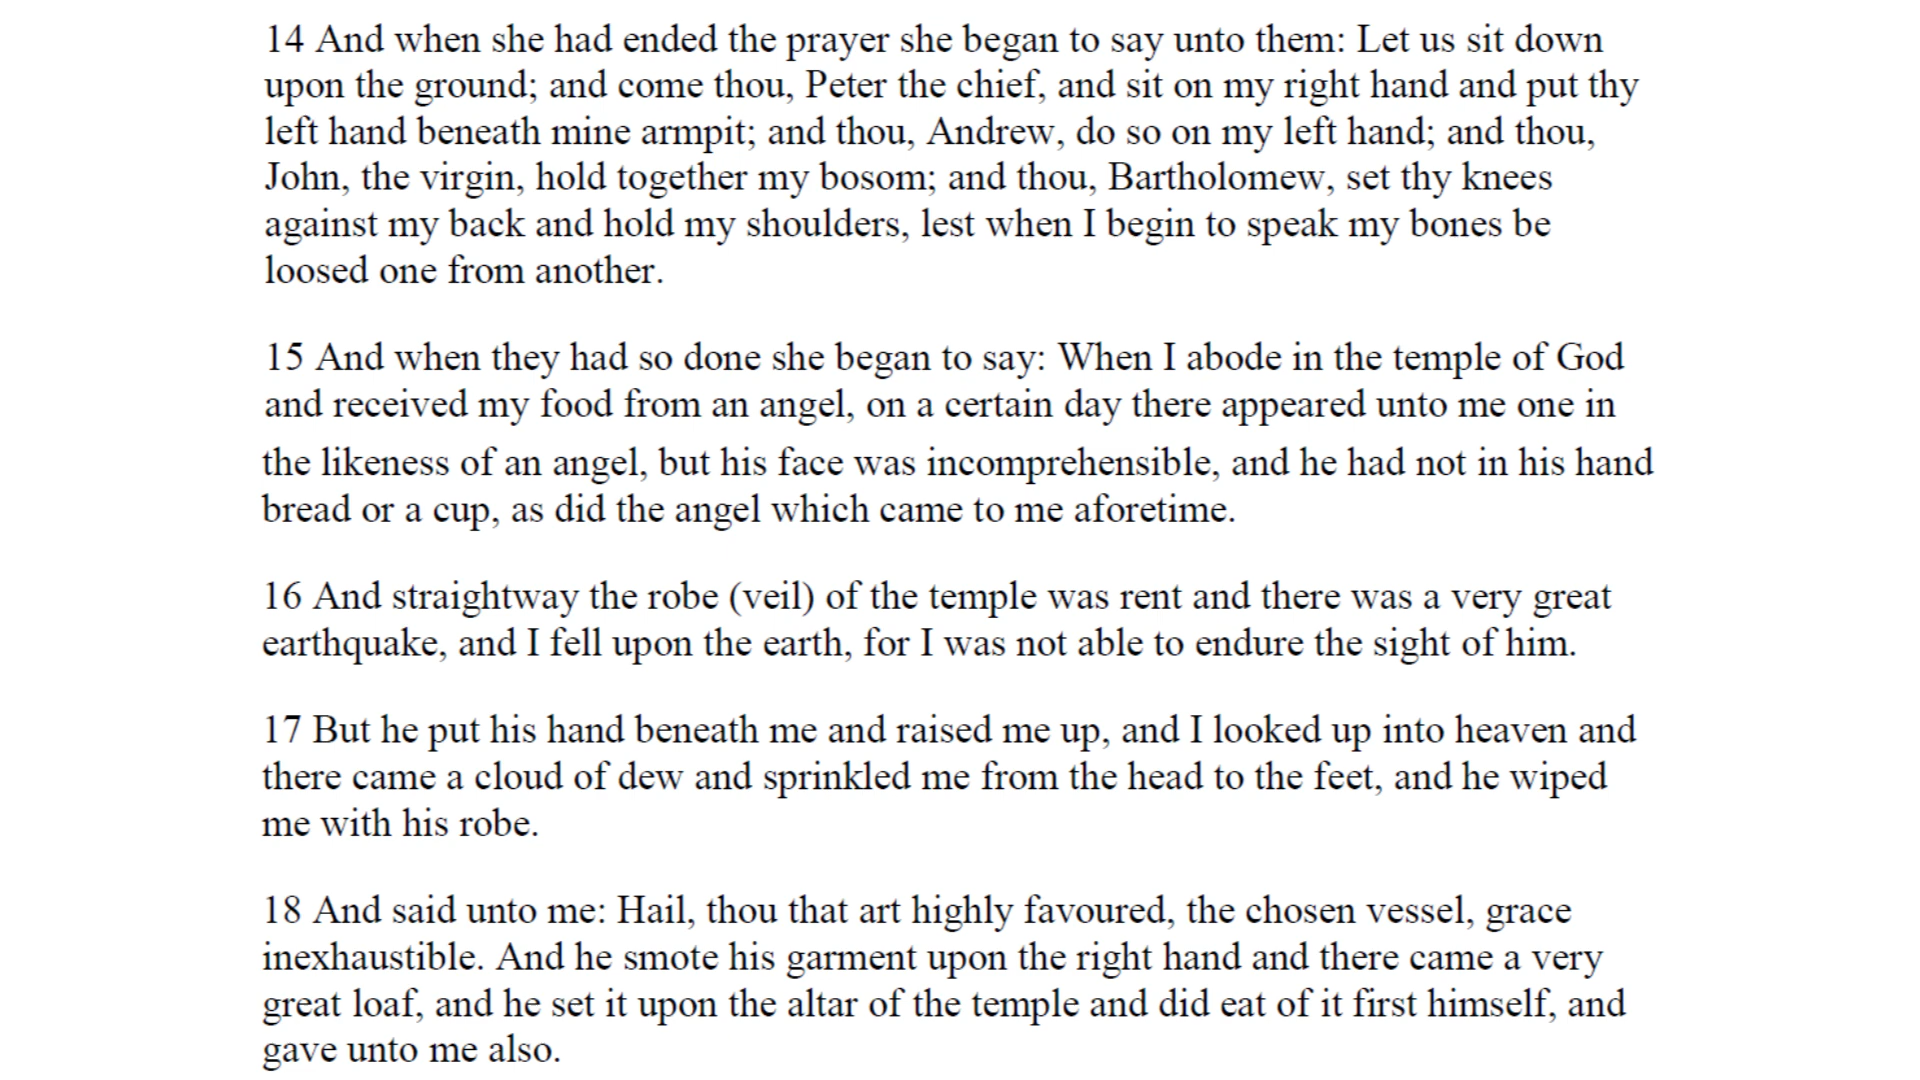 14 And when she had ended the prayer she began to say unto them: Let us sit down
upon the ground; and come thou, Peter the chief, and sit on my right hand and put thy
left hand beneath mine armpit; and thou, Andrew, do so on my left hand; and thou,
John, the virgin, hold together my bosom; and thou, Bartholomew, set thy knees
against my back and hold my shoulders, lest when I begin to speak my bones be
loosed one from another.
15 And when they had so done she began to say: When I abode in the temple of God
and received my food from an angel, on a certain day there appeared unto me one in
the likeness of an angel, but his face was incomprehensible, and he had not in his hand
bread or a cup, as did the angel which came to me aforetime.
16 And straightway the robe (veil) of the temple was rent and there was a very great
earthquake, and I fell upon the earth, for I was not able to endure the sight of him.
17 But he put his hand beneath me and raised me up, and I looked up into heaven and
there came a cloud of dew and sprinkled me from the head to the feet, and he wiped
me with his robe.
18 And said unto me: Hail, thou that art highly favoured, the chosen vessel, grace
inexhaustible. And he smote his garment upon the right hand and there came a very
great loaf, and he set it upon the altar of the temple and did eat of it first himself, and
gave unto me also.